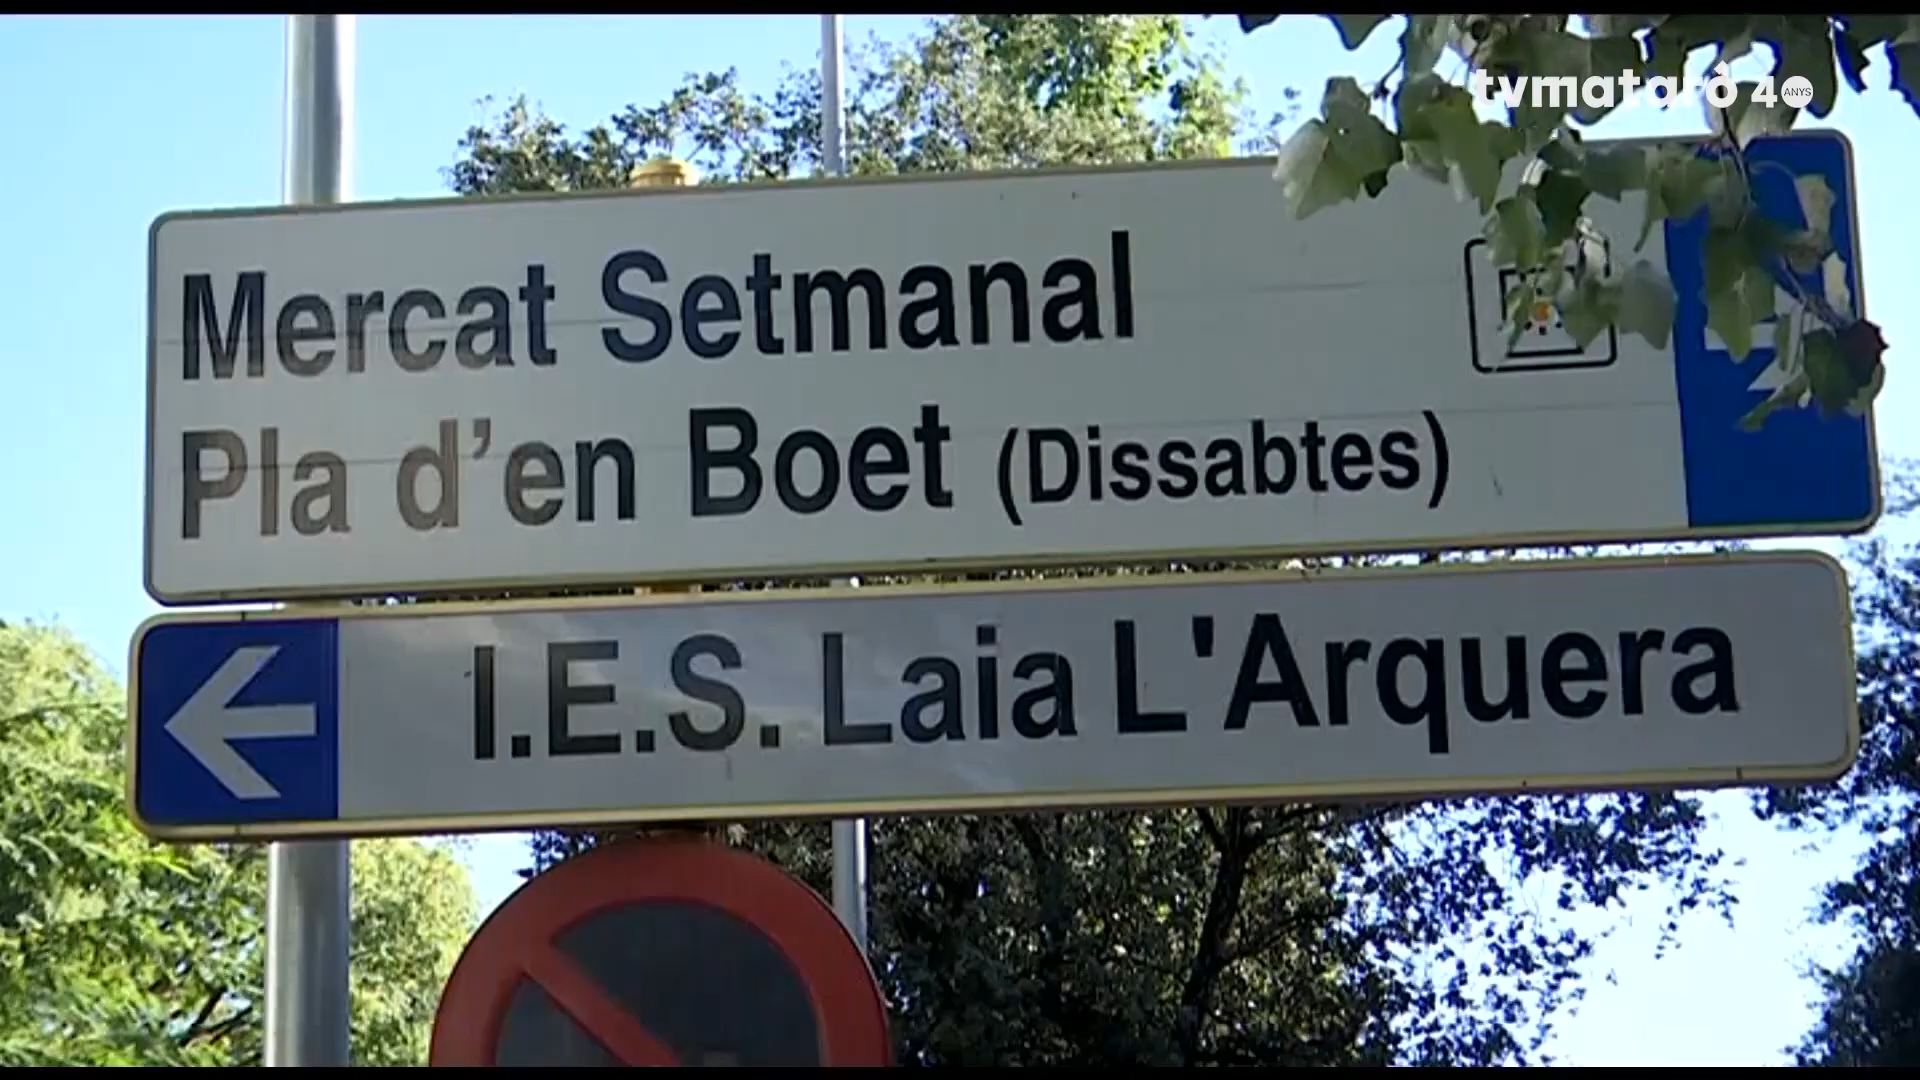 tvmataró 40 ANYS
Mercat Setmanal
Pla d'en Boet (Dissabtes)
I.E.S. Laia L'Arquera